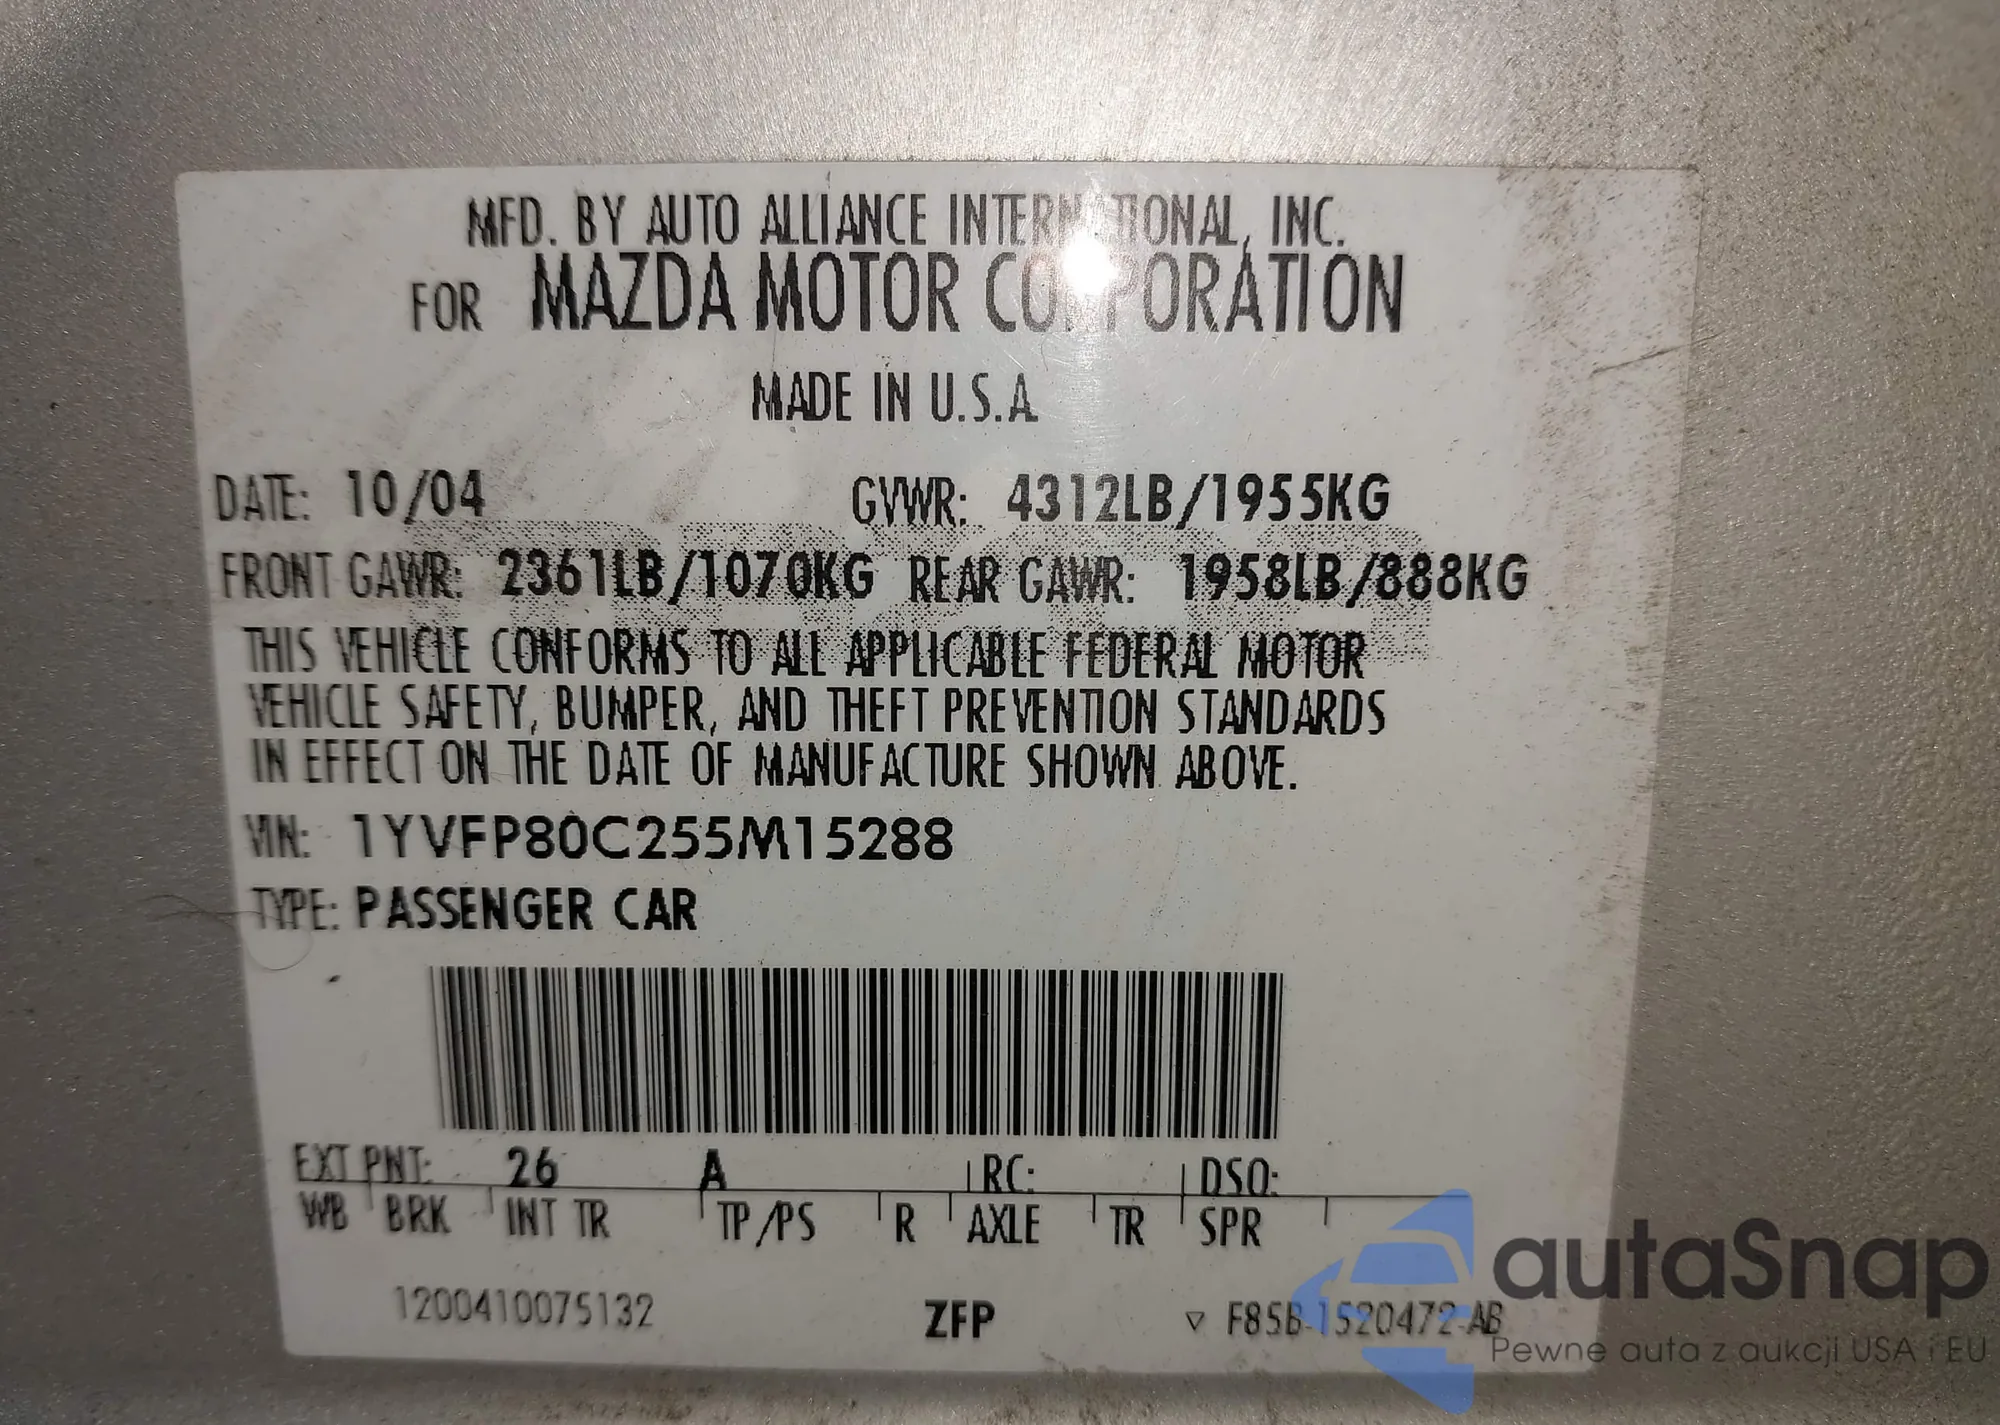 MFD. BY AUTO ALLIANCE INTERNATIONAL, INC.
FOR MAZDA MOTOR CORPORATION
MADE IN U.S.A.
DATE: 10/04 GVWR: 4312LB/1955KG
FRONT GAWR: 2361LB/1070KG REAR GAWR: 1958LB/888KG
THIS VEHICLE CONFORMS TO ALL APPLICABLE FEDERAL MOTOR
VEHICLE SAFETY, BUMPER, AND THEFT PREVENTION STANDARDS
IN EFFECT ON THE DATE OF MANUFACTURE SHOWN ABOVE.
VIN: 1YVFP80C255M15288
TYPE: PASSENGER CAR
EXT PNT: 26 A RC: DSO:
WB BRK INT TR TP/PS R AXLE TR SPR
1200410075132 ZFP ▽ F85B-1520472-AB
autaSnap
Pewne auta z aukcji USA i EU